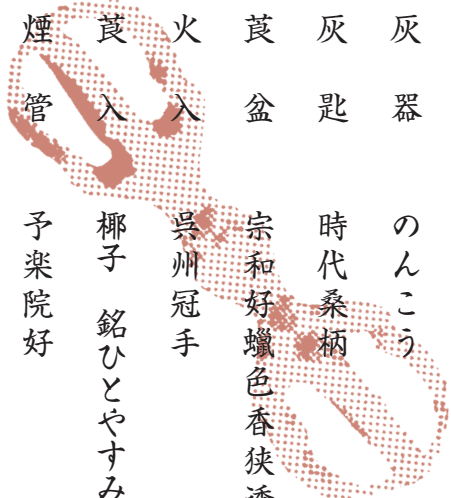 灰器 のんこう
灰匙 時代桑柄
莨盆 宗和好蠟色香狭透
火入 呉州冠手
莨入 椰子 銘ひとやすみ
煙管 予楽院好